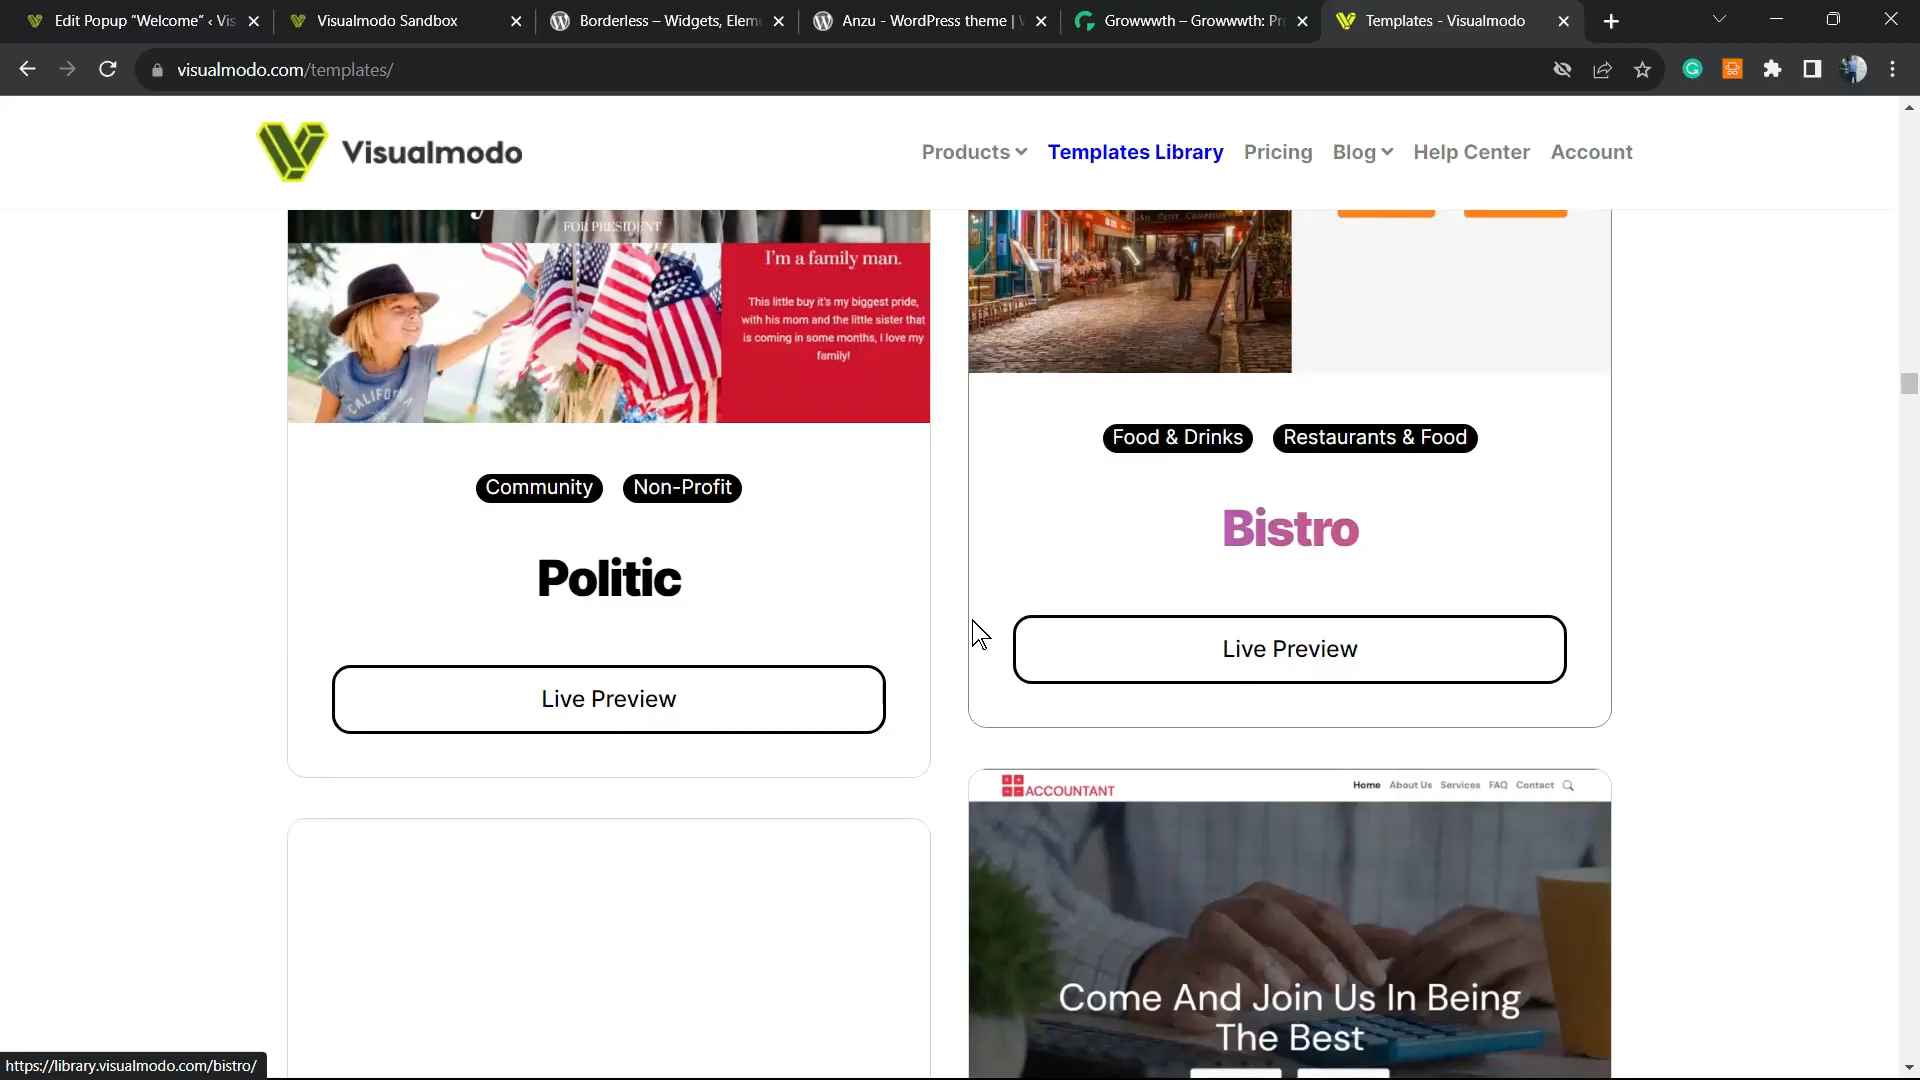 Edit Popup "Welcome" ‹ Vis
Visualmodo Sandbox
Borderless – Widgets, Elem
Anzu - WordPress theme |
Growwwth – Growwwth: Pr
Templates - Visualmodo
visualmodo.com/templates/
Visualmodo
Products
Templates Library
Pricing
Blog
Help Center
Account
FOR PRESIDENT
I'm a family man.
This little buy it's my biggest pride,
with his mom and the little sister that
is coming in some months, I love my
family!
CALIFO
Community
Non-Profit
Politic
Live Preview
Food & Drinks
Restaurants & Food
Bistro
Live Preview
ACCOUNTANT
Home
About Us
Services
FAQ
Contact
Come And Join Us In Being
The Best
https://library.visualmodo.com/bistro/